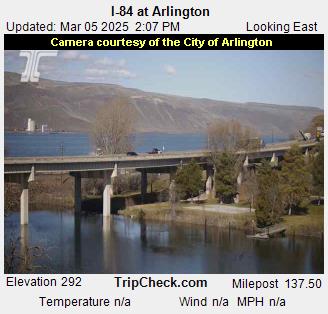 I-84 at Arlington
Updated: Mar 05 2025 2:07 PM Looking East
Camera courtesy of the City of Arlington
Elevation 292 TripCheck.com Milepost 137.50
Temperature n/a Wind n/a MPH n/a